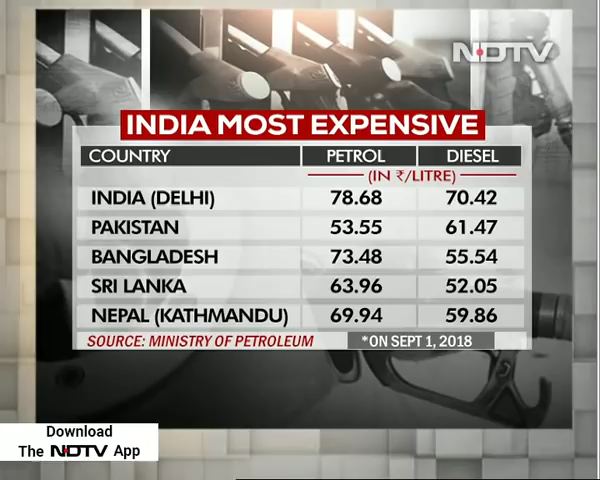 NDTV
INDIA MOST EXPENSIVE
COUNTRY PETROL DIESEL
(IN ₹/LITRE)
INDIA (DELHI) 78.68 70.42
PAKISTAN 53.55 61.47
BANGLADESH 73.48 55.54
SRI LANKA 63.96 52.05
NEPAL (KATHMANDU) 69.94 59.86
SOURCE: MINISTRY OF PETROLEUM *ON SEPT 1, 2018
Download
The NDTV App